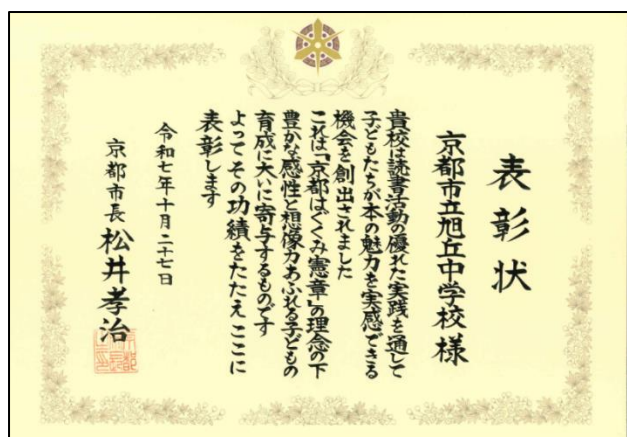 表彰状
京都市立旭丘中学校様
貴校は読書活動の優れた実践を通して
子どもたちが本の魅力を実感できる
機会を創出されました
これは「京都はぐくみ憲章」の理念の下
豊かな感性と想像力あふれる子どもの
育成に大いに寄与するものです
よってその功績をたたえここに
表彰します
令和七年十月二十七日
京都市長 松井孝治